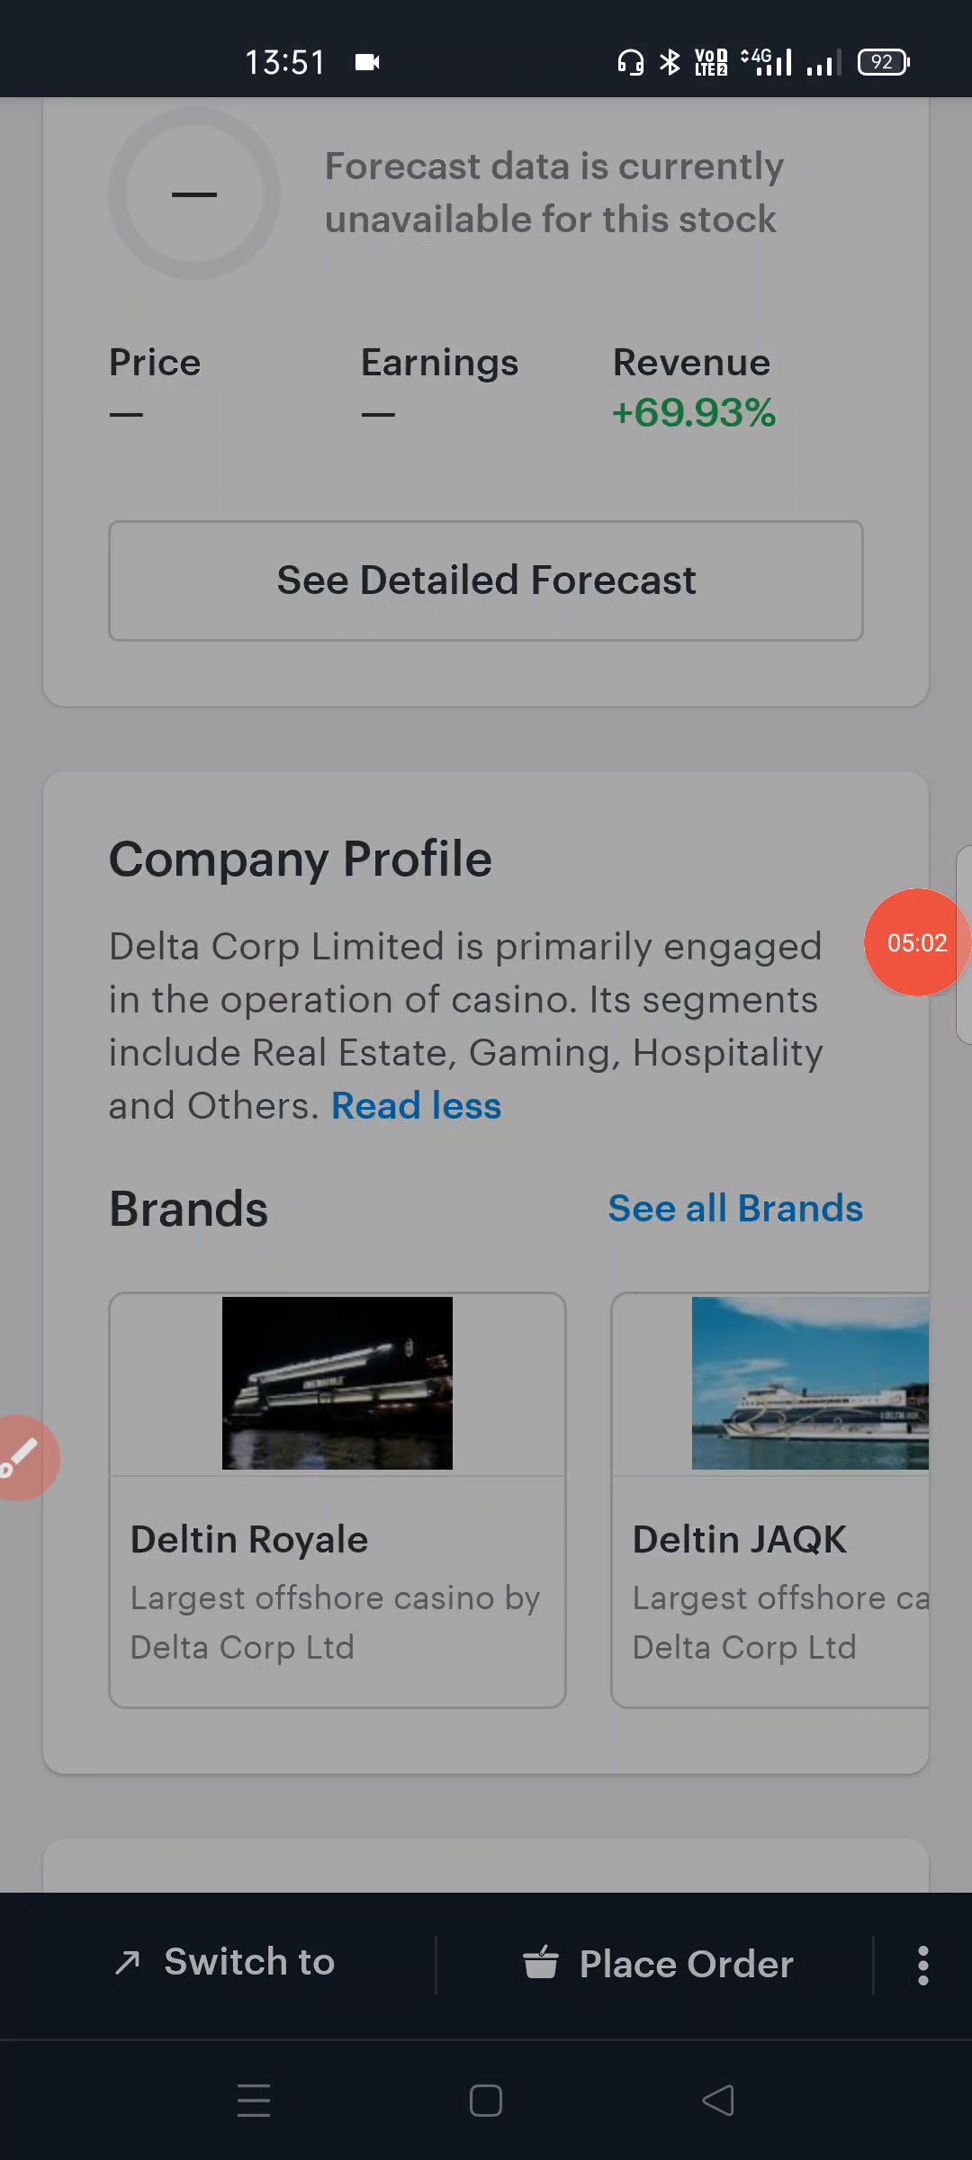 13:51
VoD LTE2
4G
92
Forecast data is currently
unavailable for this stock
Price
Earnings
Revenue
—
—
+69.93%
See Detailed Forecast
Company Profile
Delta Corp Limited is primarily engaged
05:02
in the operation of casino. Its segments
include Real Estate, Gaming, Hospitality
and Others. Read less
Brands
See all Brands
Deltin Royale
Deltin JAQK
Largest offshore casino by
Largest offshore ca
Delta Corp Ltd
Delta Corp Ltd
Switch to
Place Order